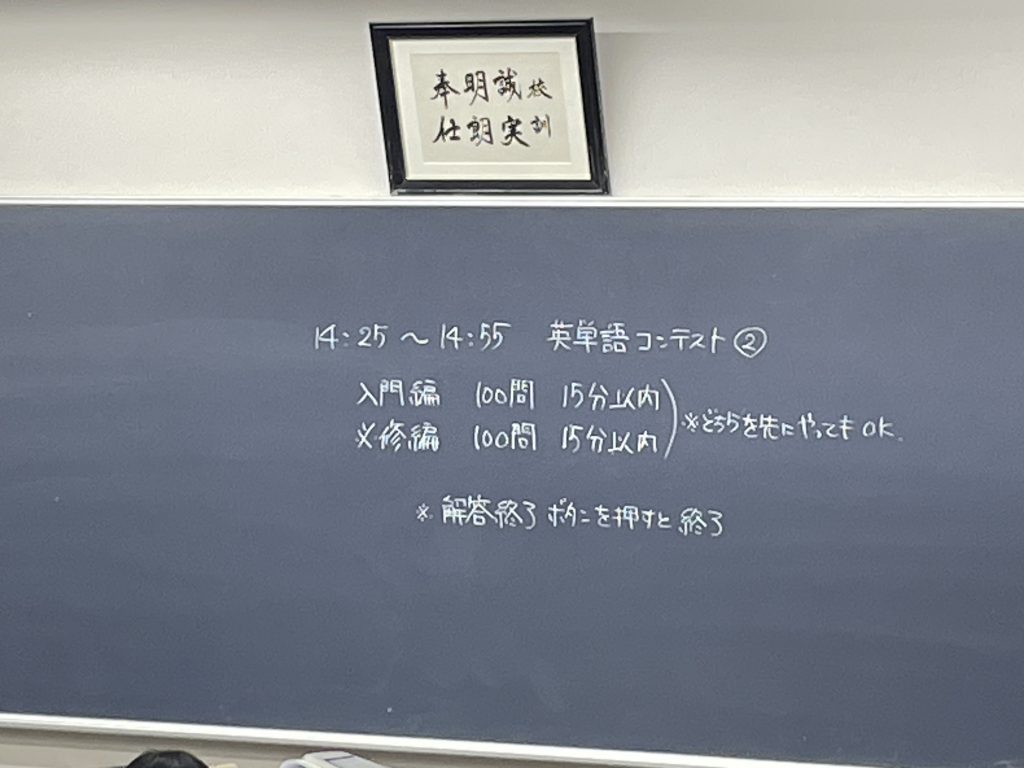 校訓
誠実
明朗
奉仕
14:25～14:55 英単語コンテスト②
入門編 100問 15分以内
必修編 100問 15分以内
※どちらを先にやってもOK.
※解答終了ボタンを押すと終了